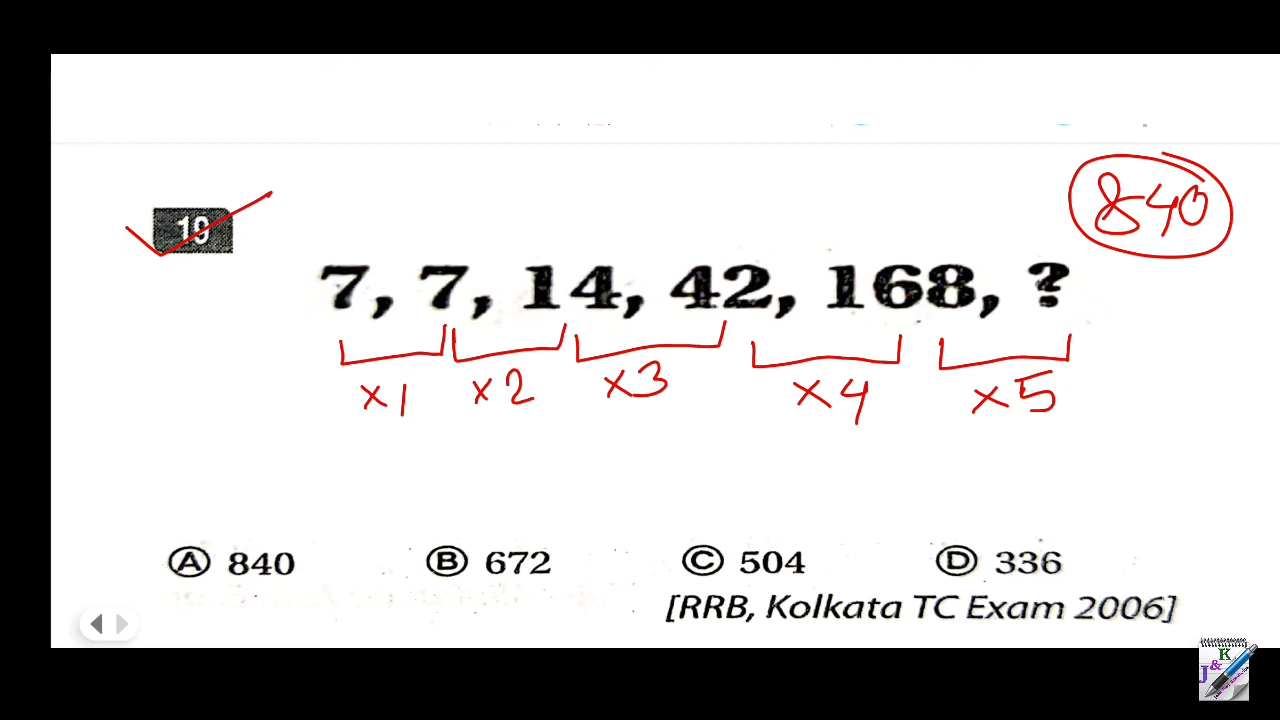 840
19
7, 7, 14, 42, 168, ?
×1 ×2 ×3 ×4 ×5
Ⓐ 840 Ⓑ 672 Ⓒ 504 Ⓓ 336
[RRB, Kolkata TC Exam 2006]
J&K